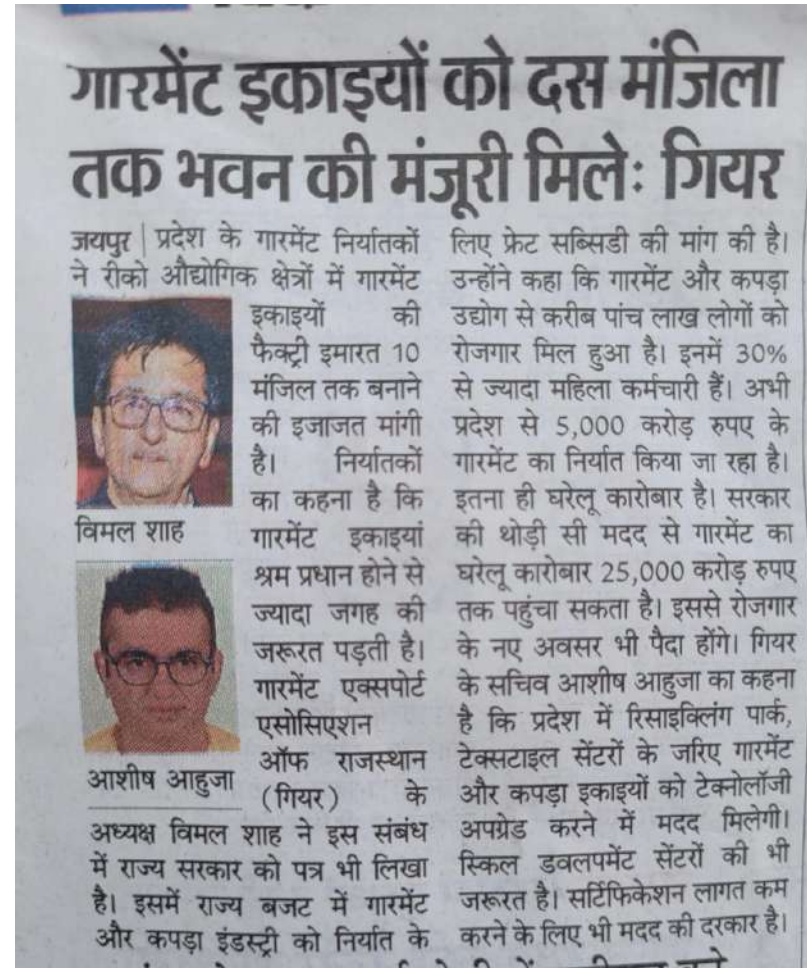 गारमेंट इकाइयों को दस मंजिला
तक भवन की मंजूरी मिलेः गियर
जयपुर | प्रदेश के गारमेंट निर्यातकों
ने रीको औद्योगिक क्षेत्रों में गारमेंट
इकाइयों की
फैक्ट्री इमारत 10
मंजिल तक बनाने
की इजाजत मांगी
है। निर्यातकों
का कहना है कि
गारमेंट इकाइयां
श्रम प्रधान होने से
ज्यादा जगह की
जरूरत पड़ती है।
गारमेंट एक्सपोर्ट
एसोसिएशन
ऑफ राजस्थान
(गियर) के
विमल शाह
आशीष आहुजा
अध्यक्ष विमल शाह ने इस संबंध
में राज्य सरकार को पत्र भी लिखा
है। इसमें राज्य बजट में गारमेंट
और कपड़ा इंडस्ट्री को निर्यात के
लिए फ्रेट सब्सिडी की मांग की है।
उन्होंने कहा कि गारमेंट और कपड़ा
उद्योग से करीब पांच लाख लोगों को
रोजगार मिल हुआ है। इनमें 30%
से ज्यादा महिला कर्मचारी हैं। अभी
प्रदेश से 5,000 करोड़ रुपए के
गारमेंट का निर्यात किया जा रहा है।
इतना ही घरेलू कारोबार है। सरकार
की थोड़ी सी मदद से गारमेंट का
घरेलू कारोबार 25,000 करोड़ रुपए
तक पहुंचा सकता है। इससे रोजगार
के नए अवसर भी पैदा होंगे। गियर
के सचिव आशीष आहुजा का कहना
है कि प्रदेश में रिसाइक्लिंग पार्क,
टेक्सटाइल सेंटरों के जरिए गारमेंट
और कपड़ा इकाइयों को टेक्नोलॉजी
अपग्रेड करने में मदद मिलेगी।
स्किल डवलपमेंट सेंटरों की भी
जरूरत है। सर्टिफिकेशन लागत कम
करने के लिए भी मदद की दरकार है।